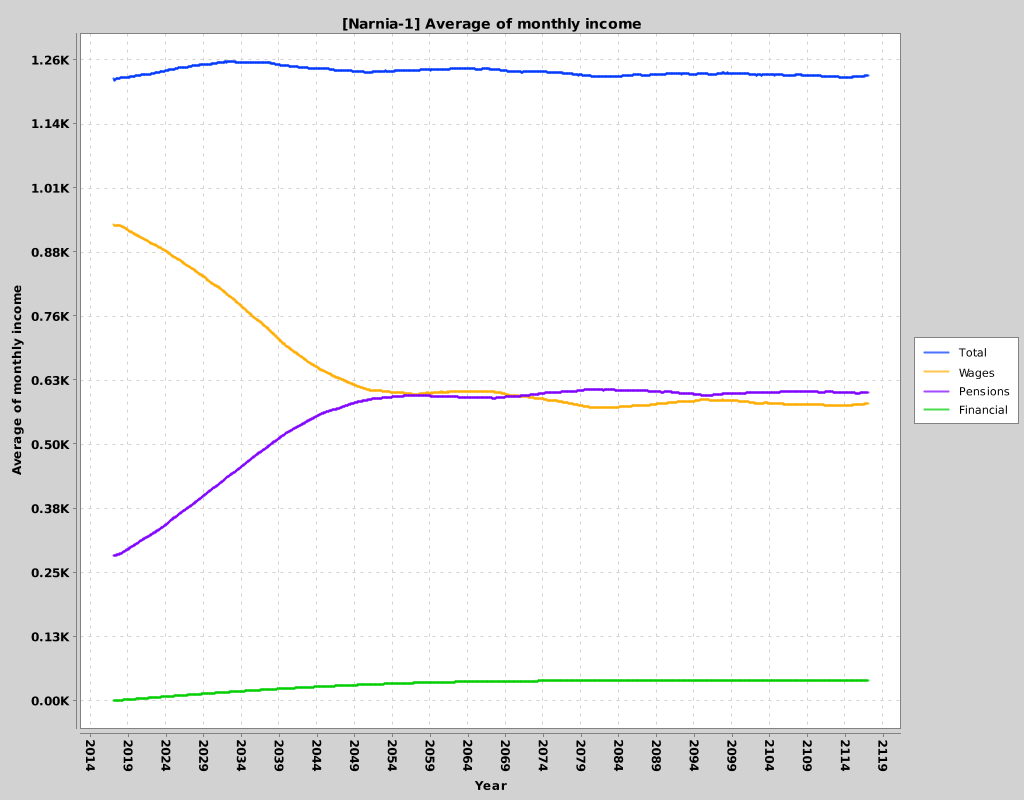 [Narnia-1] Average of monthly income
1.26K
1.14K
1.01K
0.88K
0.76K
0.63K
0.50K
0.38K
0.25K
0.13K
0.00K
Average of monthly income
Total
Wages
Pensions
Financial
2014 2019 2024 2029 2034 2039 2044 2049 2054 2059 2064 2069 2074 2079 2084 2089 2094 2099 2104 2109 2114 2119
Year